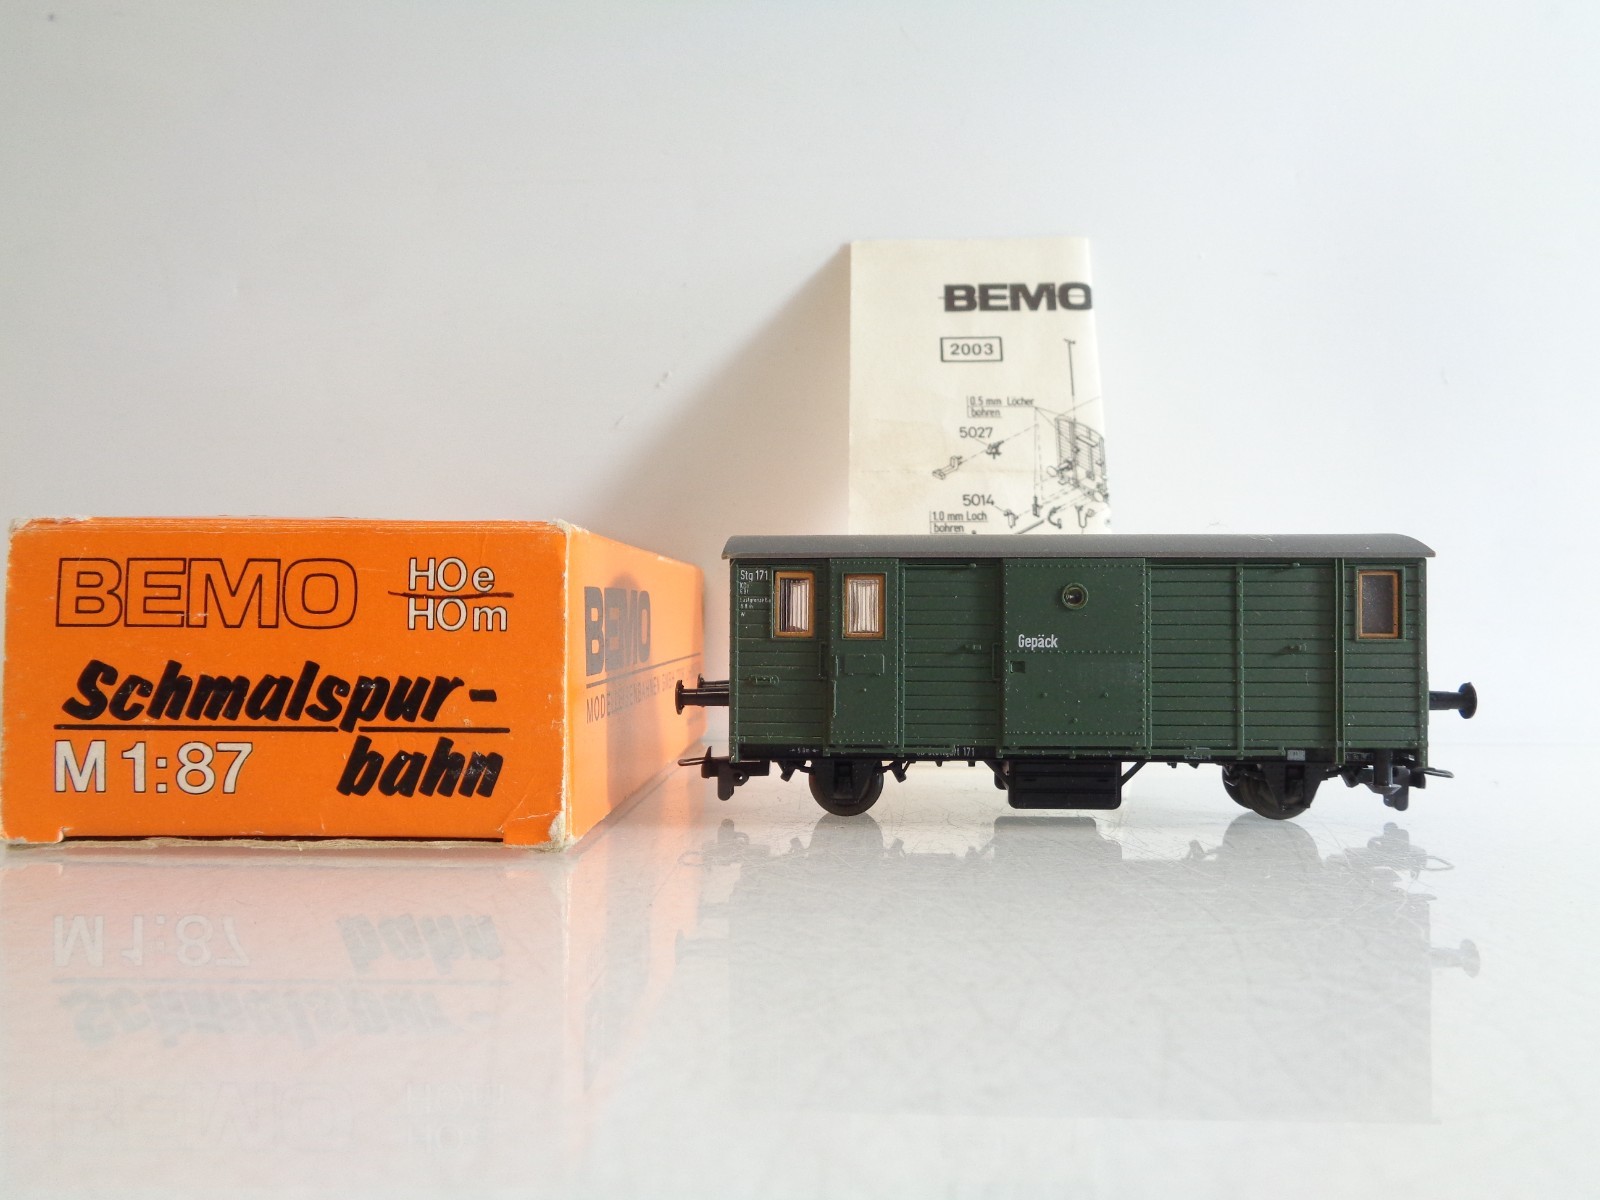 BEMO
HOe
HOm
Schmalspur-
bahn
M 1:87
BEMO
BEMO
2003
0.5 mm Löcher
bohren
5027
5014
1.0 mm Loch
bohren
Stg 171
Gepäck
171